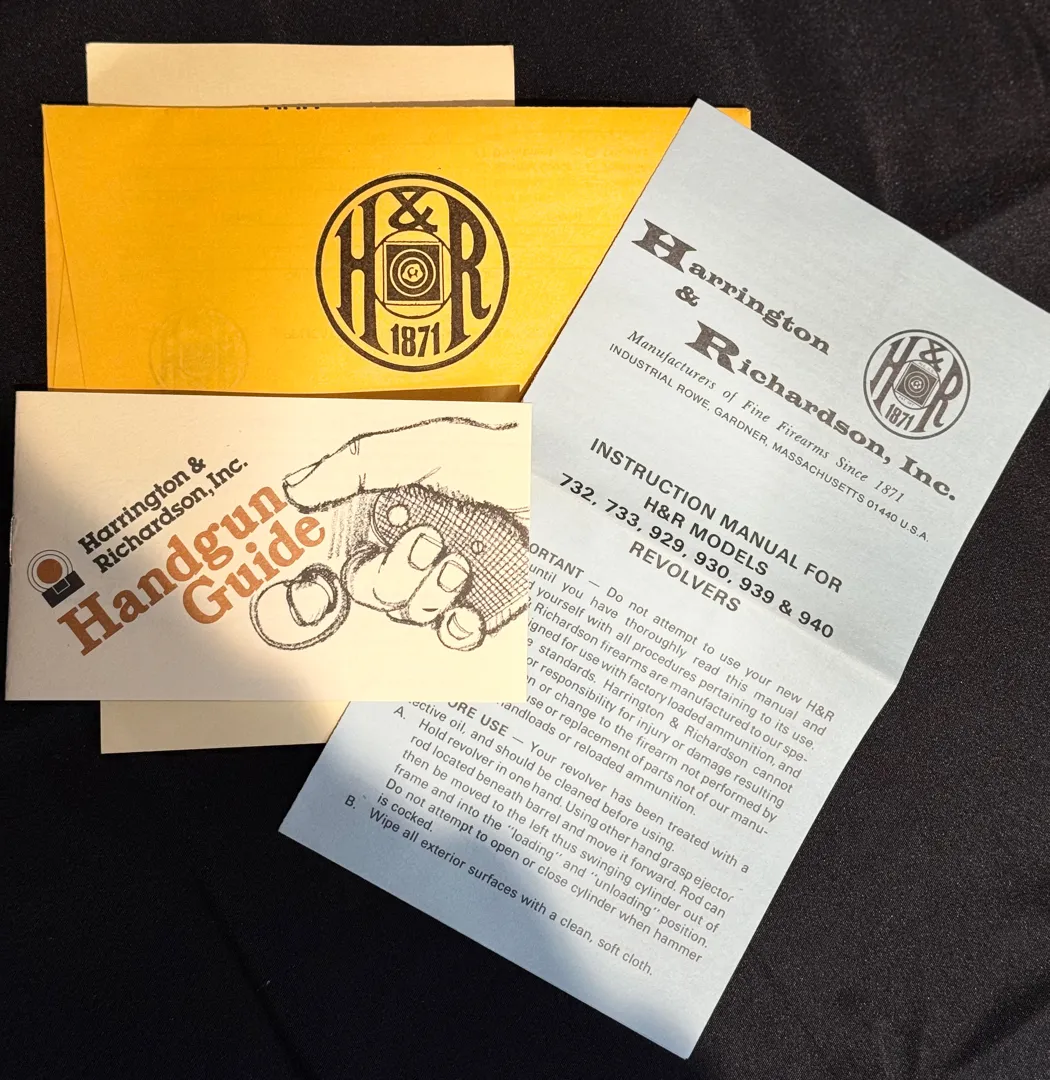 H&R
1871
Harrington &
Richardson, Inc.
Handgun
Guide
Harrington
&
Richardson, Inc.
Manufacturers of Fine Firearms Since 1871
INDUSTRIAL ROWE, GARDNER, MASSACHUSETTS 01440 U.S.A.
H&R
1871
INSTRUCTION MANUAL FOR
H&R MODELS
732, 733, 929, 930, 939 & 940
REVOLVERS
ORTANT — Do not attempt to use your new H&R
until you have thoroughly read this manual and
yourself with all procedures pertaining to its use.
Richardson firearms are manufactured to our spe-
igned for use with factory loaded ammunition, and
standards. Harrington & Richardson cannot
or responsibility for injury or damage resulting
on or change to the firearm not performed by
use or replacement of parts not of our manu-
handloads or reloaded ammunition.
ORE USE — Your revolver has been treated with a
ective oil, and should be cleaned before using.
A. Hold revolver in one hand. Using other hand grasp ejector
rod located beneath barrel and move it forward. Rod can
then be moved to the left thus swinging cylinder out of
frame and into the "loading" and "unloading" position.
Do not attempt to open or close cylinder when hammer
is cocked.
B. Wipe all exterior surfaces with a clean, soft cloth.